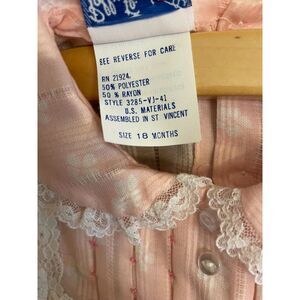 SEE REVERSE FOR CARE
RN 21924
50% POLYESTER
50 % RAYON
STYLE 3285-VJ-41
U.S. MATERIALS
ASSEMBLED IN ST VINCENT
SIZE 18 MONTHS